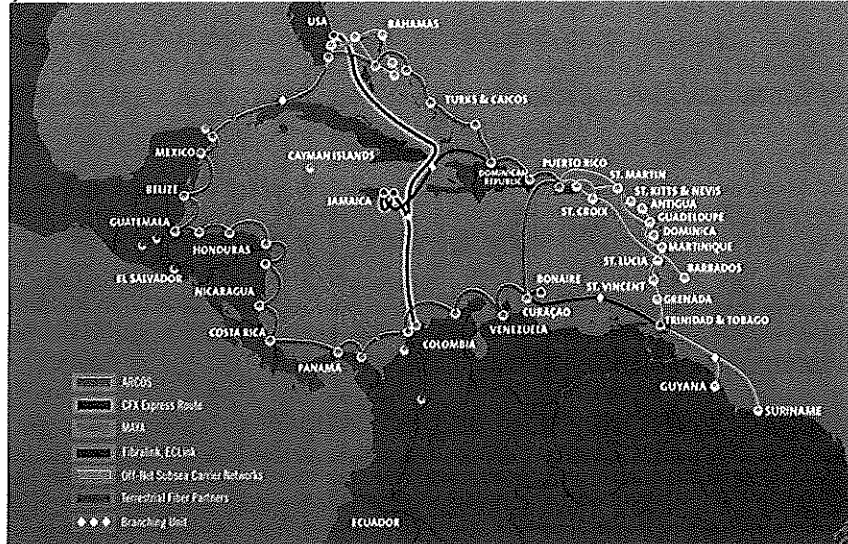 USA
BAHAMAS
TURKS & CAICOS
MEXICO
CAYMAN ISLANDS
PUERTO RICO
DOMINICAN
REPUBLIC
ST. MARTIN
ST. KITTS & NEVIS
ANTIGUA
BELIZE
JAMAICA
ST. CROIX
GUADELOUPE
GUATEMALA
DOMINICA
HONDURAS
MARTINIQUE
ST. LUCIA
EL SALVADOR
BARBADOS
NICARAGUA
BONAIRE
ST. VINCENT
GRENADA
CURAÇAO
COSTA RICA
VENEZUELA
TRINIDAD & TOBAGO
COLOMBIA
PANAMA
GUYANA
SURINAME
ARCOS
CFX Express Route
MAYA
Fibralink, ECLink
Off-Net Subsea Carrier Networks
Terrestrial Fiber Partners
Branching Unit
ECUADOR